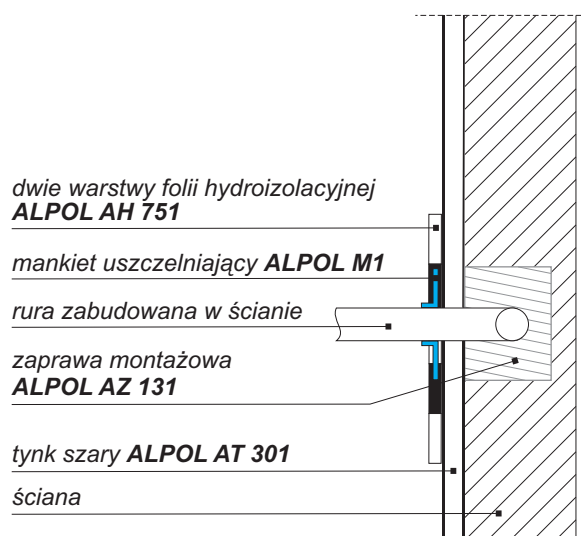 dwie warstwy folii hydroizolacyjnej
ALPOL AH 751
mankiet uszczelniający ALPOL M1
rura zabudowana w ścianie
zaprawa montażowa
ALPOL AZ 131
tynk szary ALPOL AT 301
ściana